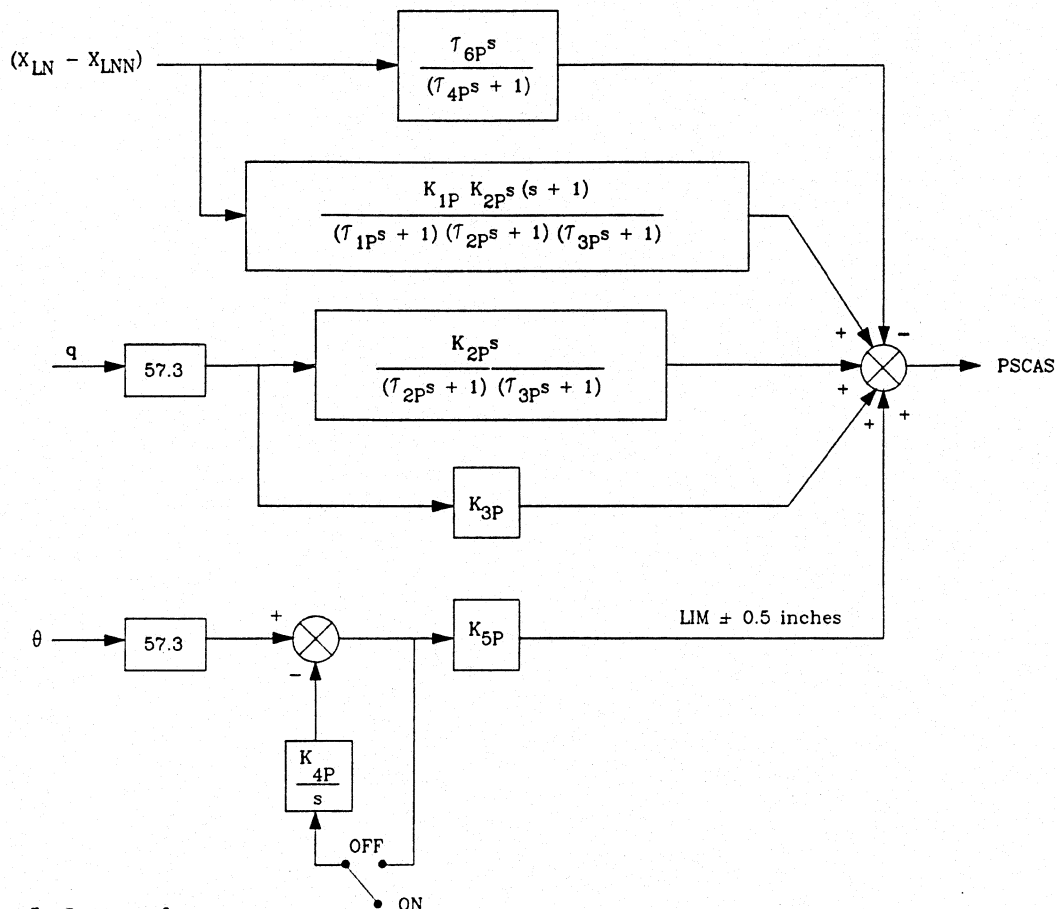 (X_LN − X_LNN)
τ_6P s
(τ_4P s + 1)
K_1P K_2P s (s + 1)
(τ_1P s + 1) (τ_2P s + 1) (τ_3P s + 1)
q
57.3
K_2P s
(τ_2P s + 1) (τ_3P s + 1)
+ −
+
+ +
PSCAS
K_3P
θ
57.3
+
−
K_5P
LIM ± 0.5 inches
K_4P
s
OFF
ON